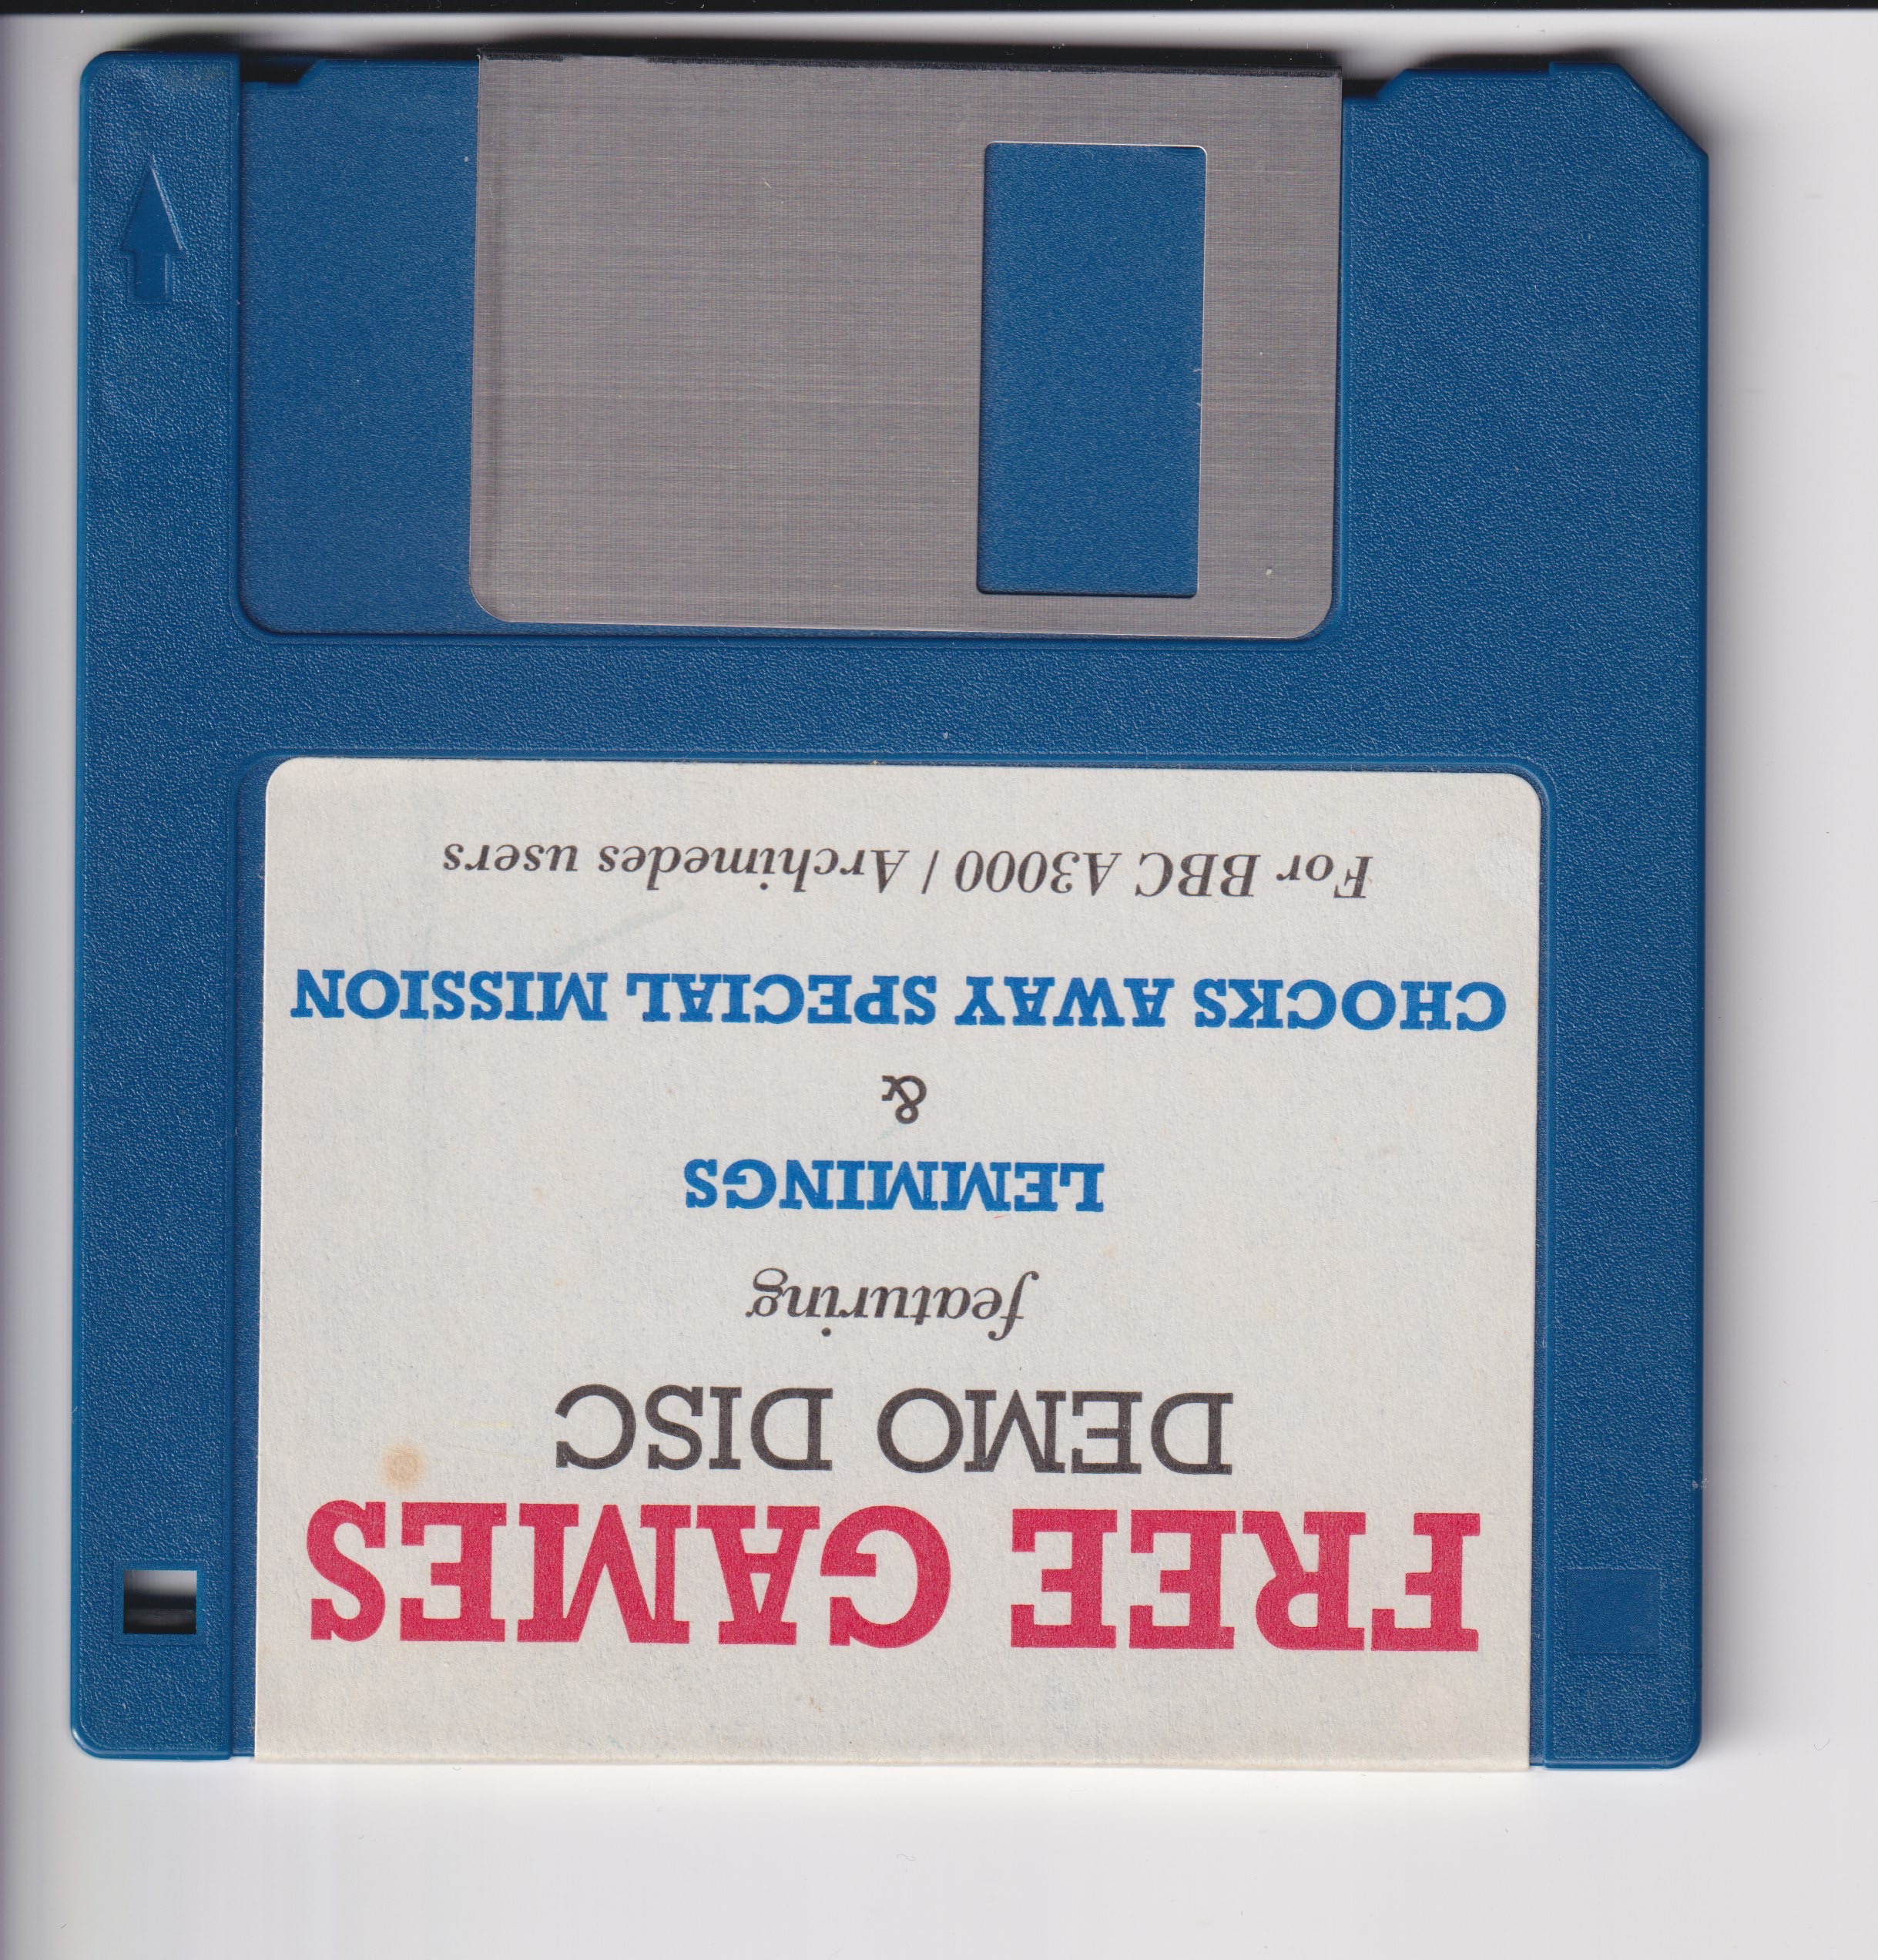 FREE GAMES
DEMO DISC
featuring
LEMMINGS
&
CHOCKS AWAY SPECIAL MISSION
For BBC A3000 / Archimedes users